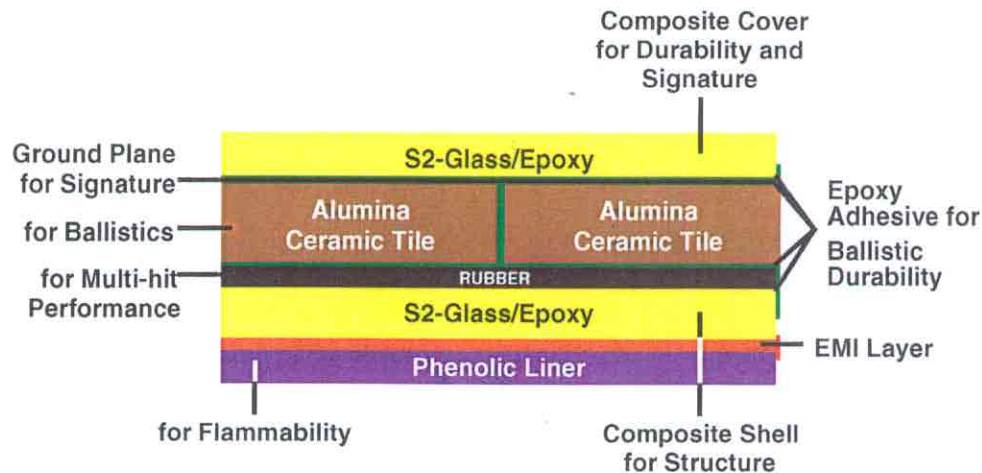 Composite Cover
for Durability and
Signature
Ground Plane
for Signature
S2-Glass/Epoxy
for Ballistics
Alumina
Ceramic Tile
Alumina
Ceramic Tile
Epoxy
Adhesive for
Ballistic
Durability
for Multi-hit
Performance
RUBBER
S2-Glass/Epoxy
EMI Layer
Phenolic Liner
for Flammability
Composite Shell
for Structure